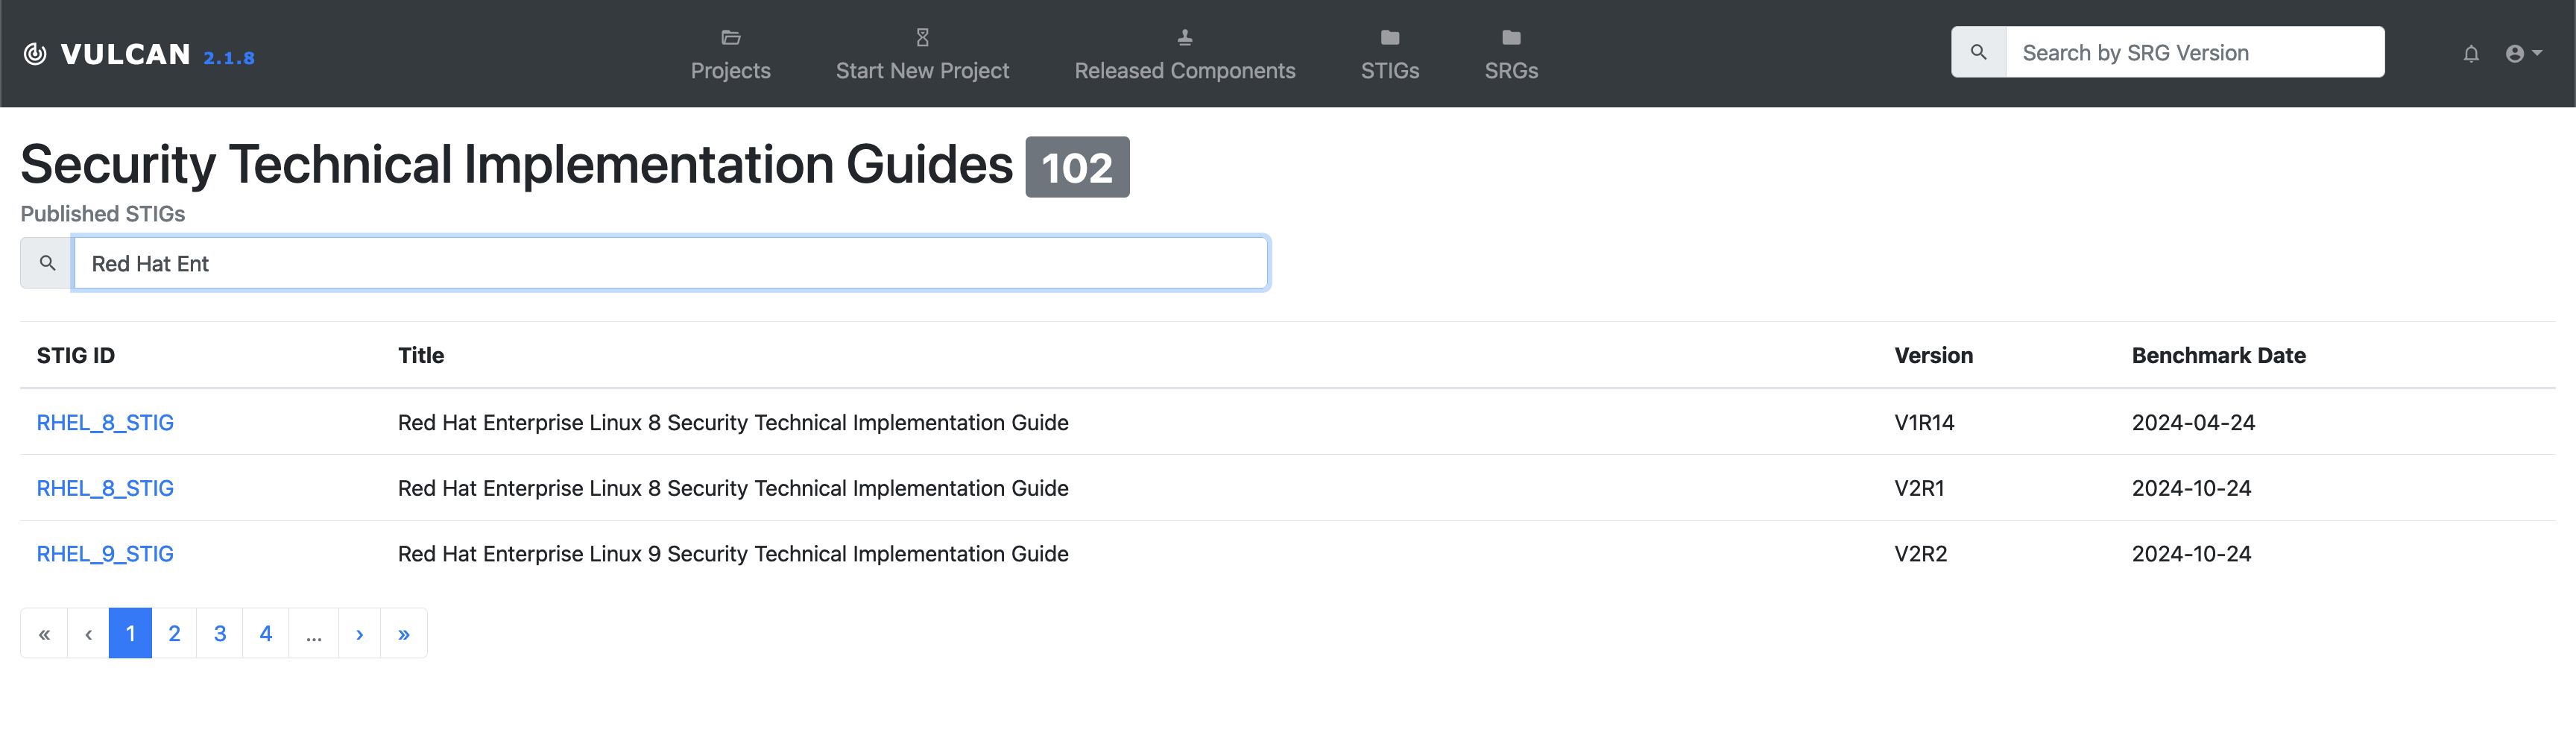 VULCAN 2.1.8
Projects
Start New Project
Released Components
STIGs
SRGs
Search by SRG Version
Security Technical Implementation Guides 102
Published STIGs
Red Hat Ent
STIG ID Title Version Benchmark Date
RHEL_8_STIG Red Hat Enterprise Linux 8 Security Technical Implementation Guide V1R14 2024-04-24
RHEL_8_STIG Red Hat Enterprise Linux 8 Security Technical Implementation Guide V2R1 2024-10-24
RHEL_9_STIG Red Hat Enterprise Linux 9 Security Technical Implementation Guide V2R2 2024-10-24
« ‹ 1 2 3 4 … › »